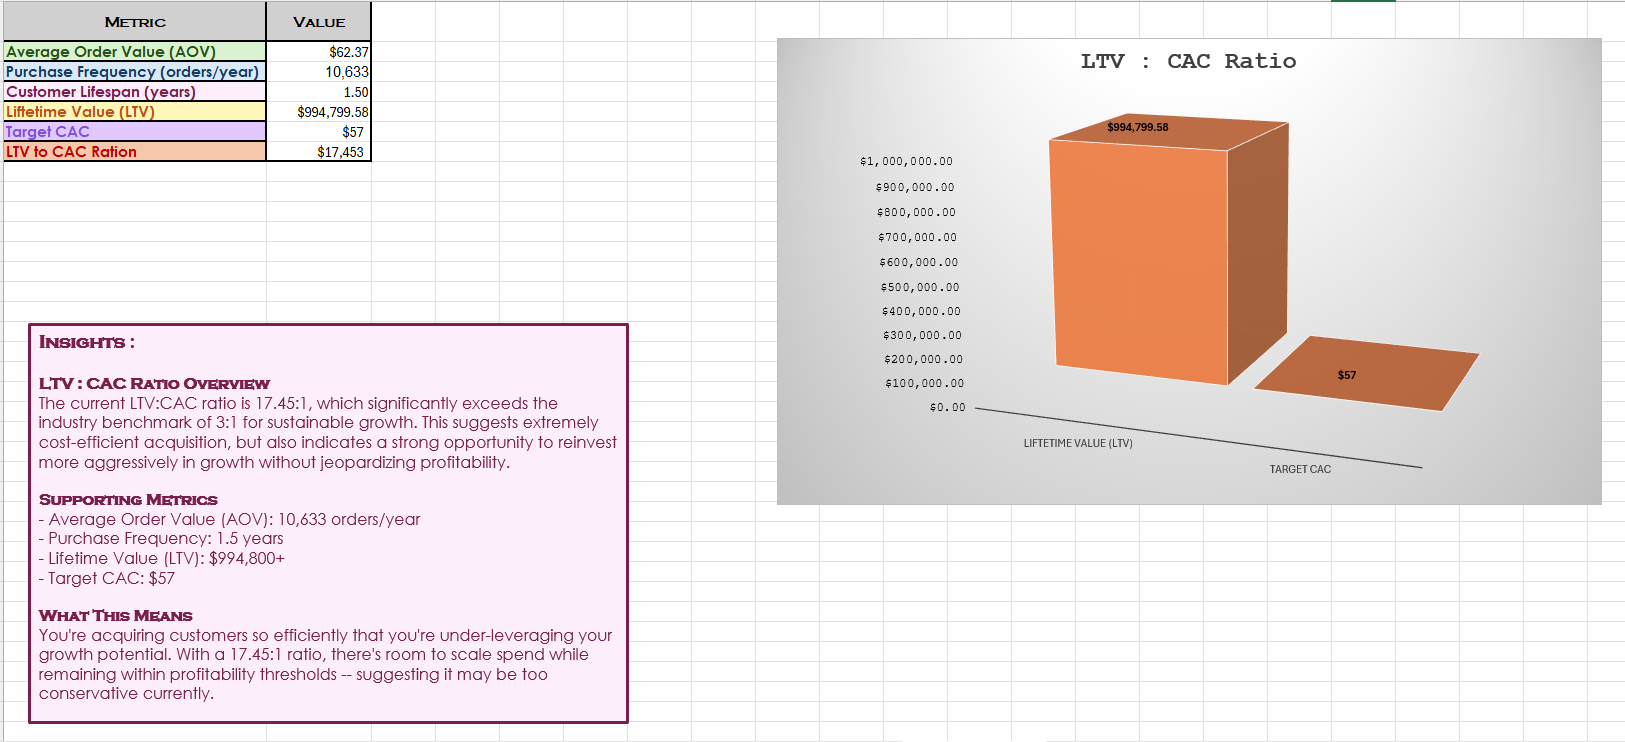 Metric Value
Average Order Value (AOV) $62.37
Purchase Frequency (orders/year) 10,633
Customer Lifespan (years) 1.50
Liftetime Value (LTV) $994,799.58
Target CAC $57
LTV to CAC Ration $17,453
LTV : CAC Ratio
$994,799.58
$1,000,000.00
$900,000.00
$800,000.00
$700,000.00
$600,000.00
$500,000.00
$400,000.00
$300,000.00
$200,000.00
$100,000.00
$0.00
$57
LIFTETIME VALUE (LTV)
TARGET CAC
Insights :
LTV : CAC Ratio Overview
The current LTV:CAC ratio is 17.45:1, which significantly exceeds the
industry benchmark of 3:1 for sustainable growth. This suggests extremely
cost-efficient acquisition, but also indicates a strong opportunity to reinvest
more aggressively in growth without jeopardizing profitability.
Supporting Metrics
- Average Order Value (AOV): 10,633 orders/year
- Purchase Frequency: 1.5 years
- Lifetime Value (LTV): $994,800+
- Target CAC: $57
What This Means
You're acquiring customers so efficiently that you're under-leveraging your
growth potential. With a 17.45:1 ratio, there's room to scale spend while
remaining within profitability thresholds -- suggesting it may be too
conservative currently.